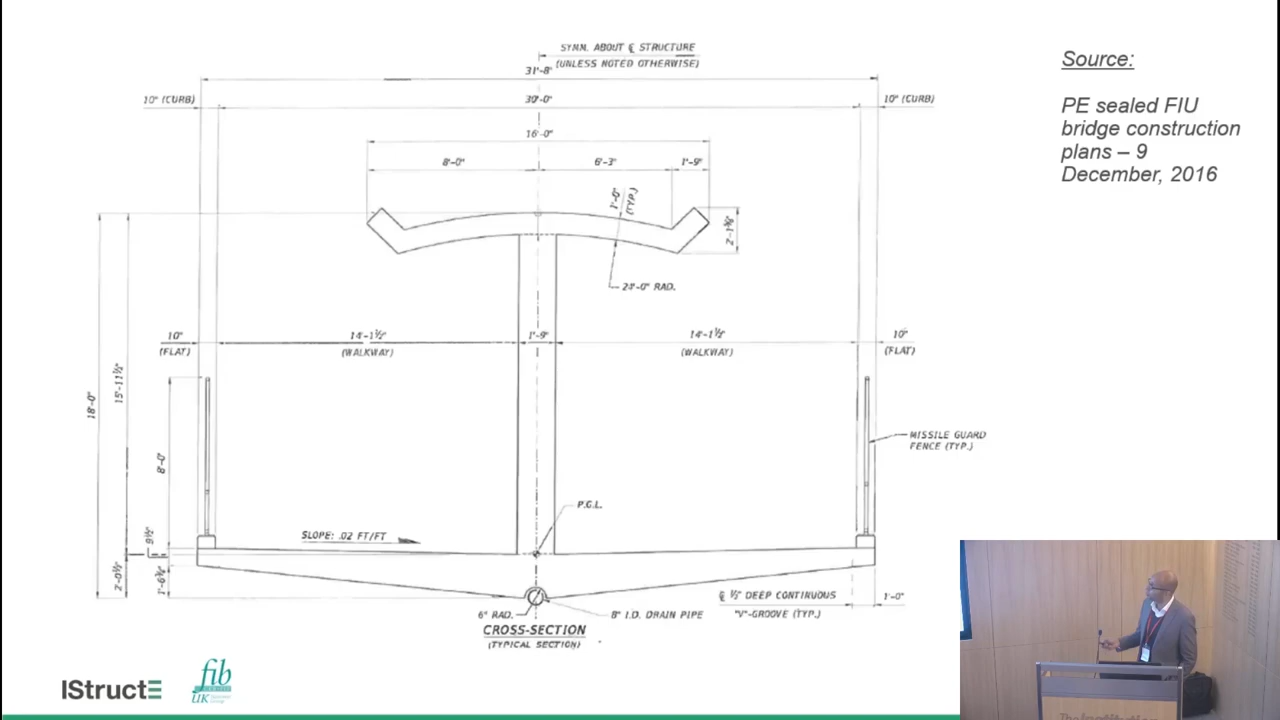 SYMM. ABOUT ℄ STRUCTURE
(UNLESS NOTED OTHERWISE)
31'-8"
10" (CURB)
30'-0"
10" (CURB)
16'-0"
8'-0"
6'-3"
1'-9"
1'-0"
(TYP.)
2'-1⅜"
24'-0" RAD.
10"
(FLAT)
14'-1½"
(WALKWAY)
1'-9"
14'-1½"
(WALKWAY)
10"
(FLAT)
18'-0"
15'-11½"
8'-0"
MISSILE GUARD
FENCE (TYP.)
P.G.L.
SLOPE: .02 FT/FT
9½"
2'-0½"
6" RAD.
8" I.D. DRAIN PIPE
℄ ½" DEEP CONTINUOUS
"V"-GROOVE (TYP.)
1'-0"
CROSS-SECTION
(TYPICAL SECTION)
Source:
PE sealed FIU
bridge construction
plans – 9
December, 2016
IStructE
fib
UK